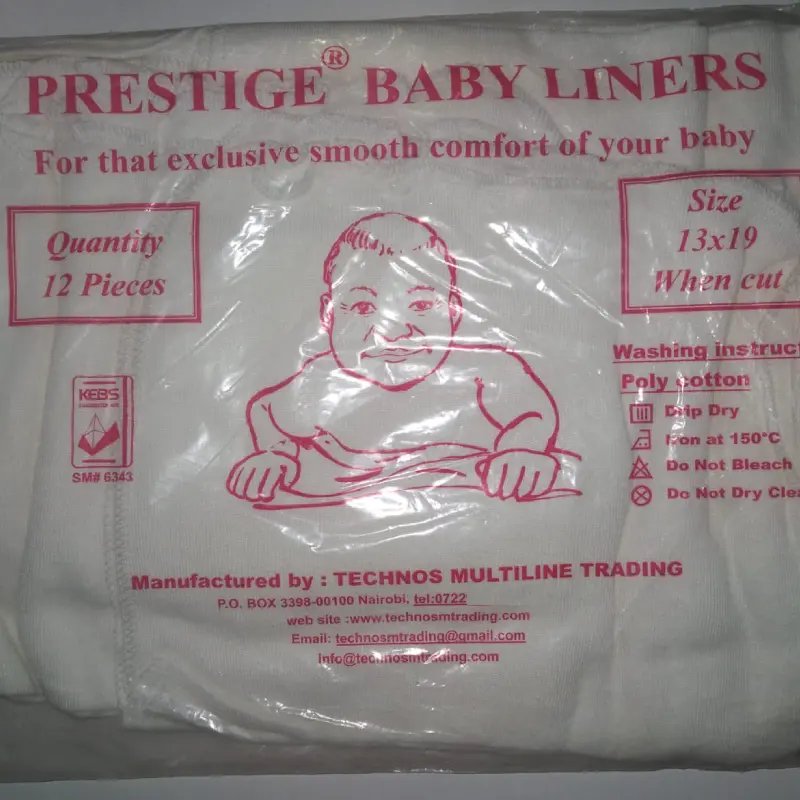 PRESTIGE® BABY LINERS
For that exclusive smooth comfort of your baby
Quantity
12 Pieces
Size
13x19
When cut
KEBS
SM# 6343
Washing instruct
Poly cotton
Drip Dry
Iron at 150°C
Do Not Bleach
Do Not Dry Clea
Manufactured by : TECHNOS MULTILINE TRADING
P.O. BOX 3398-00100 Nairobi, tel:0722
web site :www.technosmtrading.com
Email: technosmtrading@gmail.com
Info@technosmtrading.com